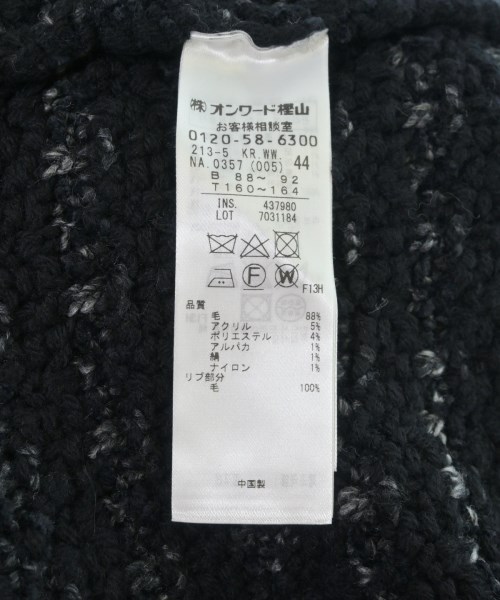 ㈱オンワード樫山
お客様相談室
0120-58-6300
213-5 KR.WW.
NA.0357 (005) 44
B 88～ 92
T160～164
INS. 437980
LOT 7031184
F
W
F13H
品質
毛 88%
アクリル 5%
ポリエステル 4%
アルパカ 1%
絹 1%
ナイロン 1%
リブ部分
毛 100%
中国製